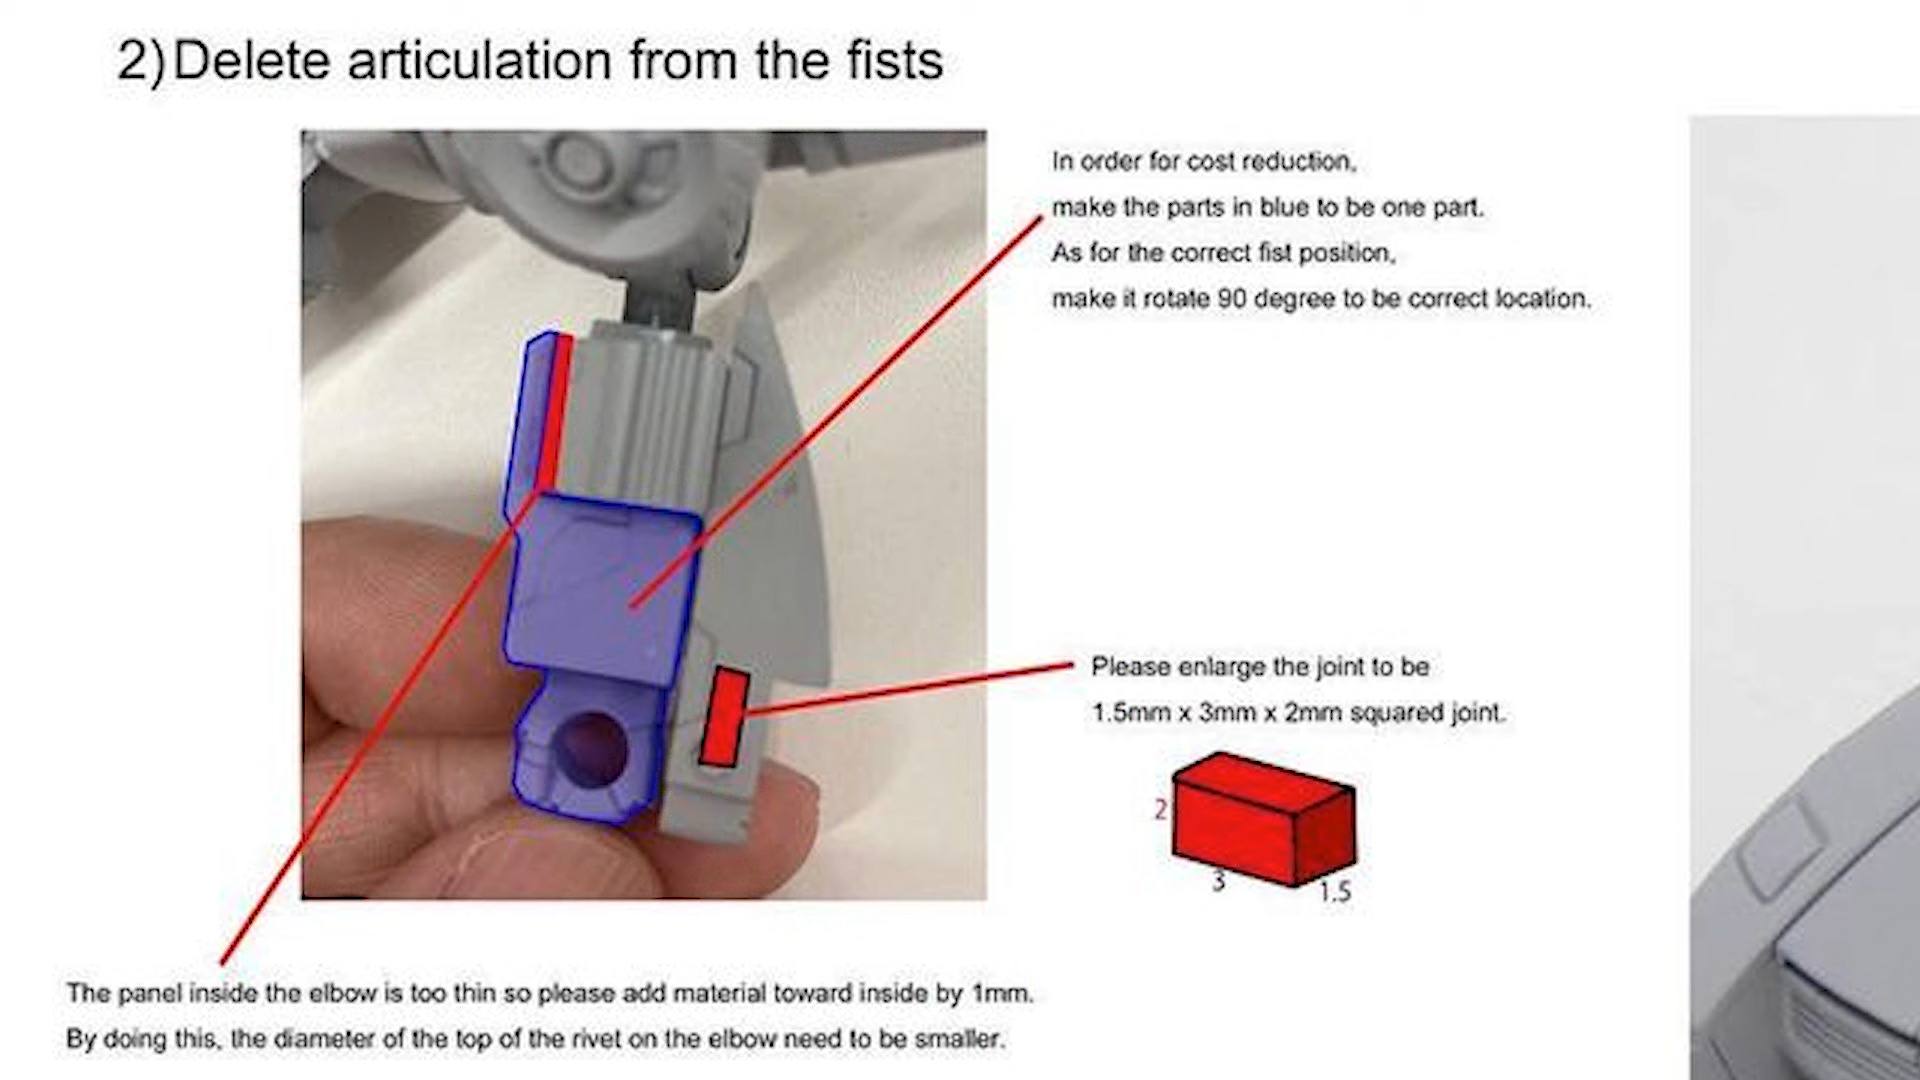 2) Delete articulation from the fists
In order for cost reduction,
make the parts in blue to be one part.
As for the correct fist position,
make it rotate 90 degree to be correct location.
Please enlarge the joint to be
1.5mm x 3mm x 2mm squared joint.
2
3
1.5
The panel inside the elbow is too thin so please add material toward inside by 1mm.
By doing this, the diameter of the top of the rivet on the elbow need to be smaller.